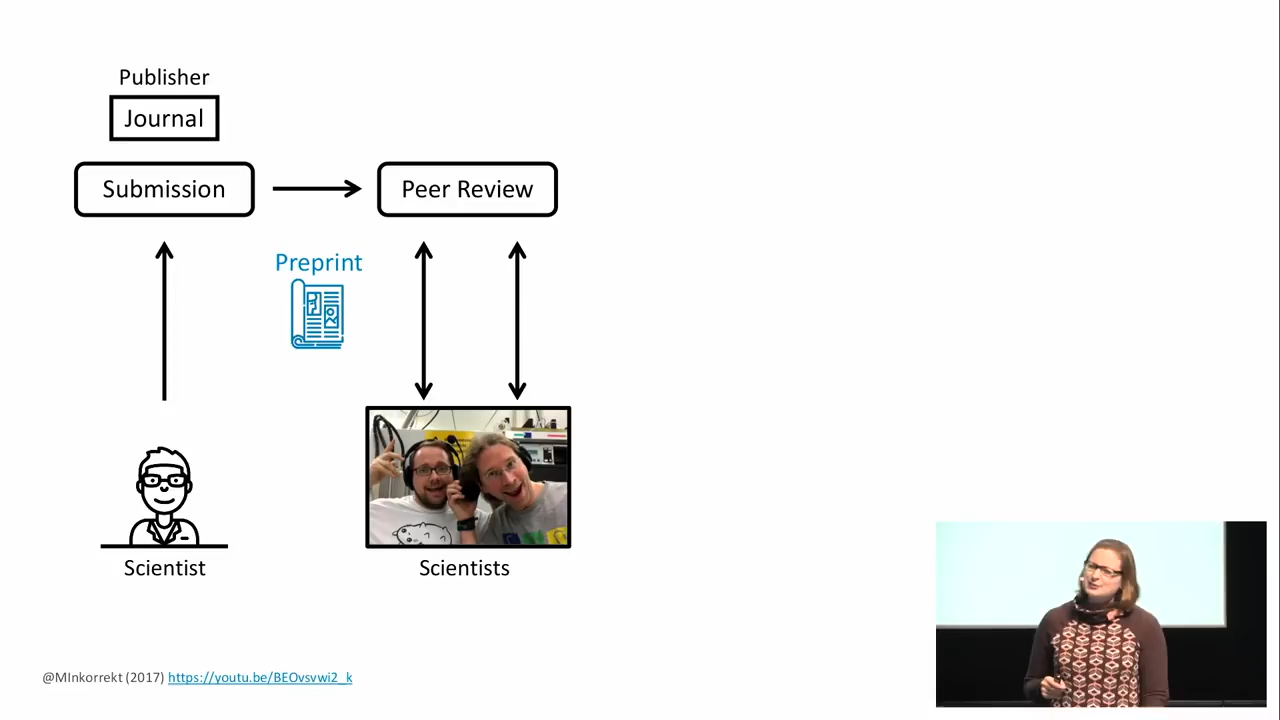 Publisher
Journal
Submission
Peer Review
Preprint
Scientist
Scientists
@MInkorrekt (2017) https://youtu.be/BEOvsvwi2_k